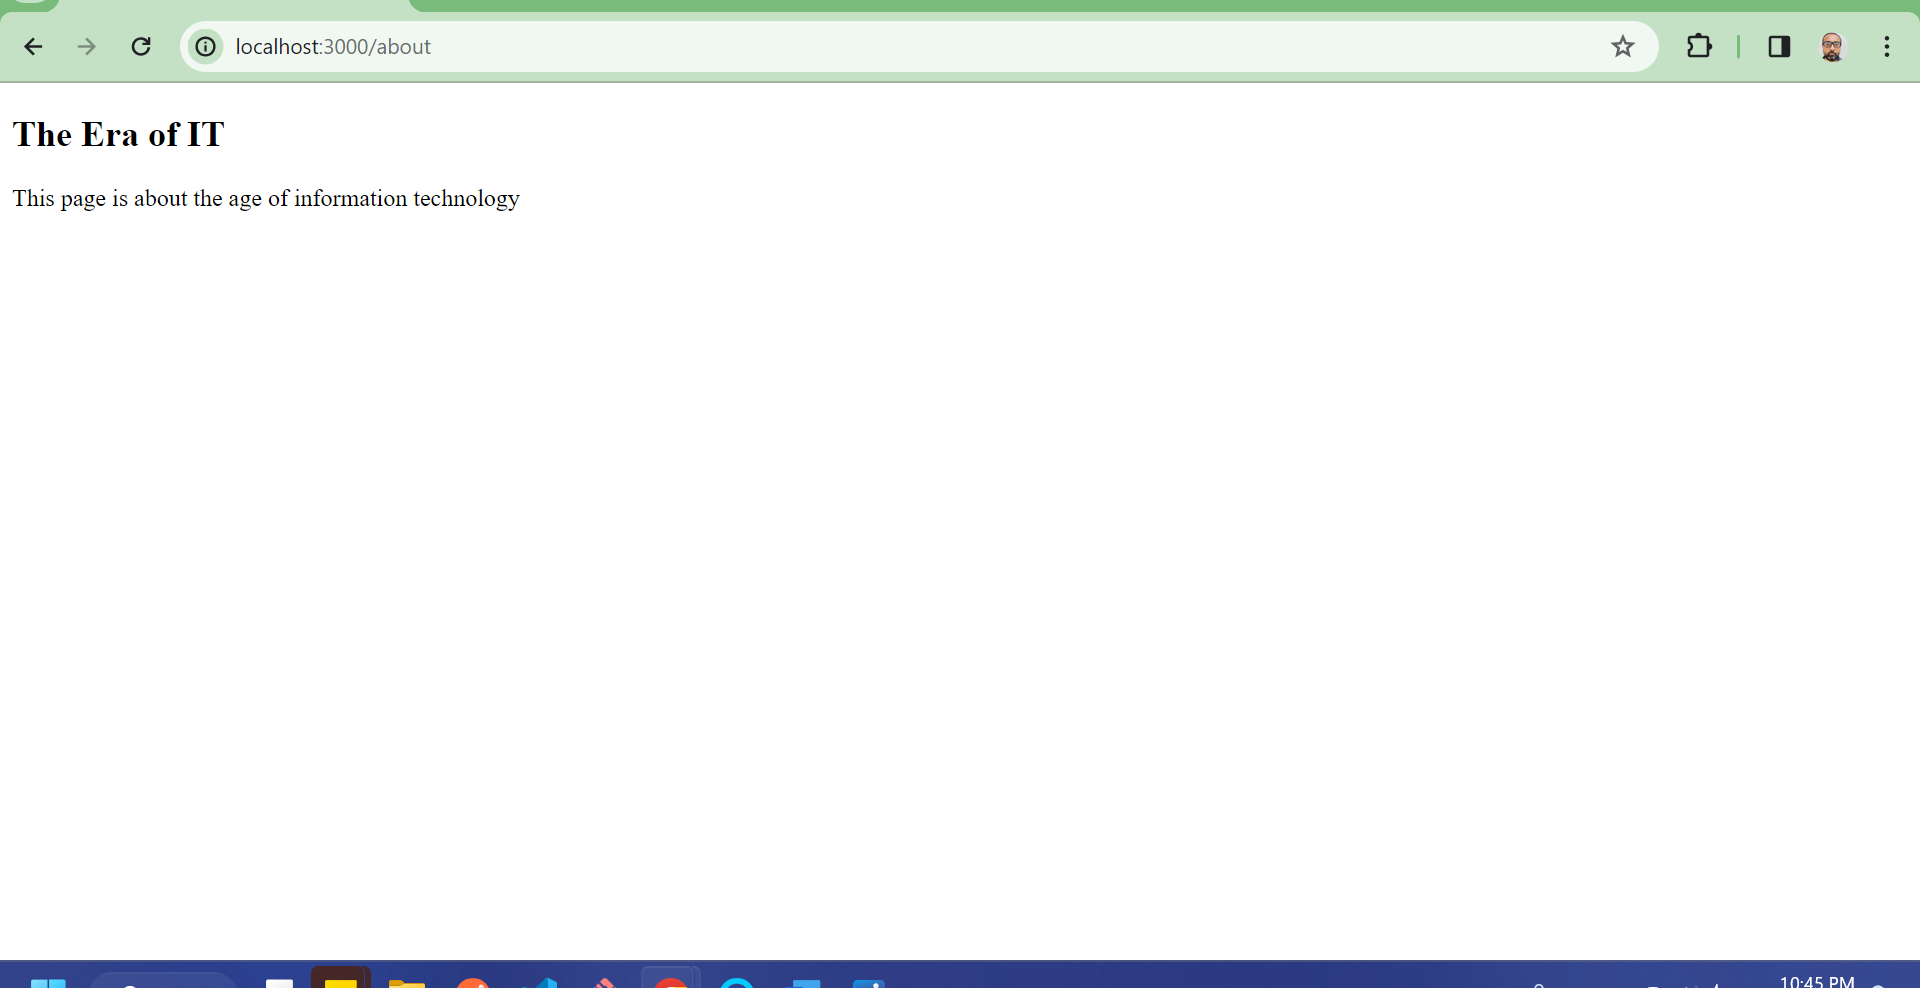 localhost:3000/about
The Era of IT
This page is about the age of information technology
10:45 PM